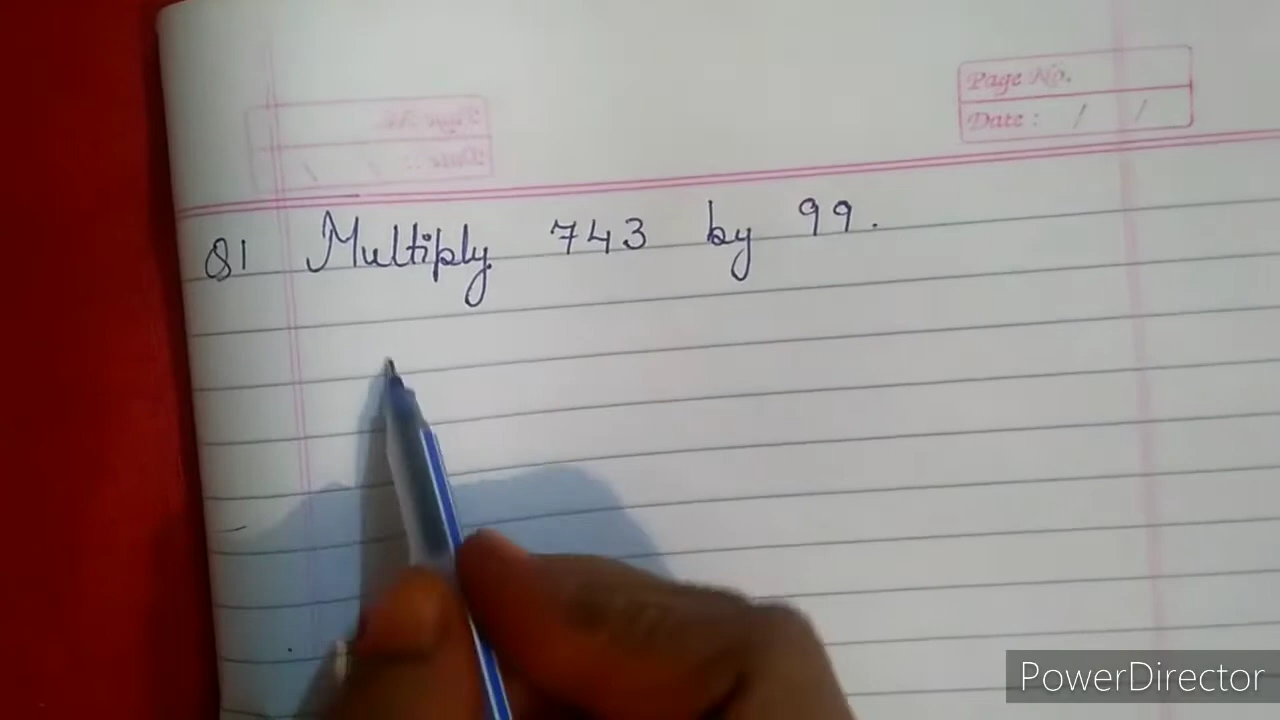 Page No.
Date : / /
Q1 Multiply 743 by 99.
PowerDirector